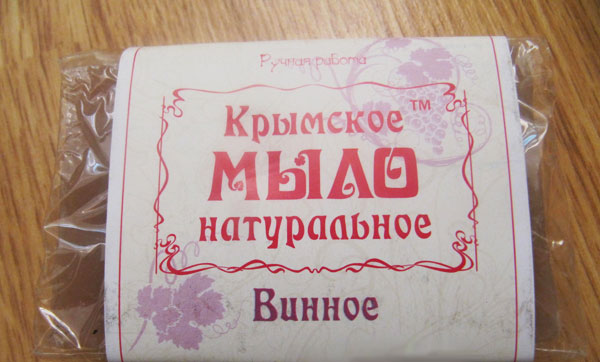 Ручная работа
Крымское™
МЫЛО
натуральное
Винное